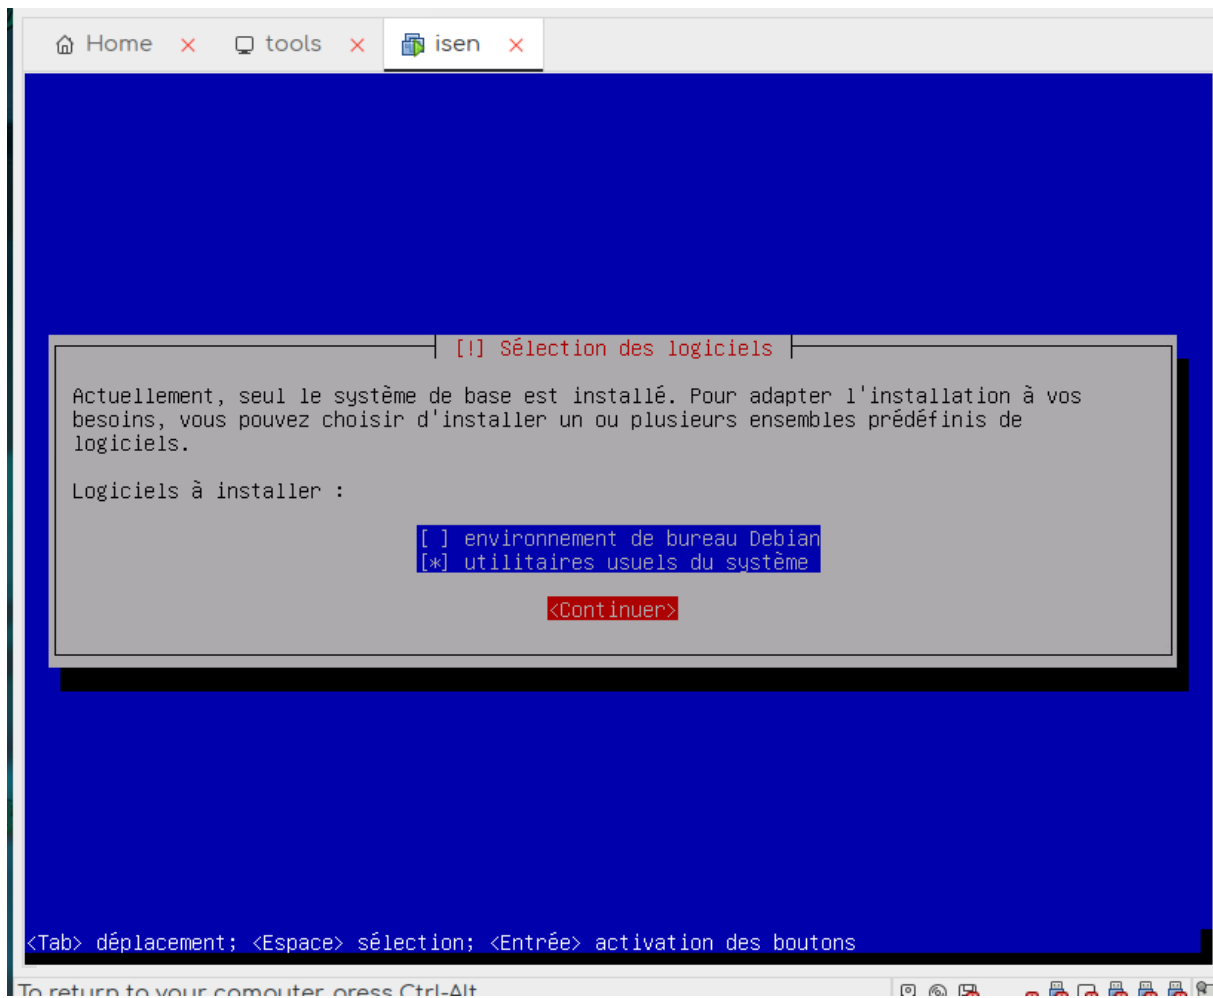 Home × tools × isen ×
[!] Sélection des logiciels
Actuellement, seul le système de base est installé. Pour adapter l'installation à vos
besoins, vous pouvez choisir d'installer un ou plusieurs ensembles prédéfinis de
logiciels.
Logiciels à installer :
[ ] environnement de bureau Debian
[*] utilitaires usuels du système
<Continuer>
<Tab> déplacement; <Espace> sélection; <Entrée> activation des boutons
To return to your computer, press Ctrl-Alt